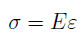 σ = Eε